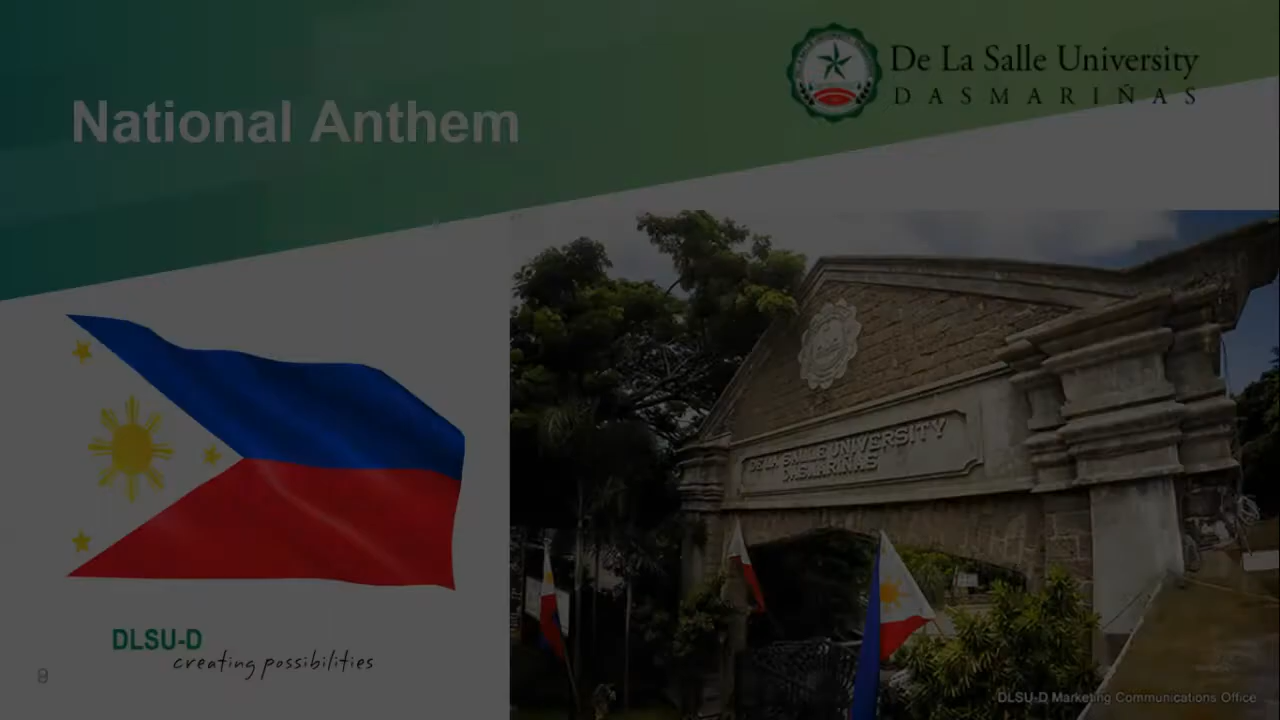 De La Salle University
DASMARIÑAS
National Anthem
DE LA SALLE UNIVERSITY
DASMARIÑAS
DLSU-D
creating possibilities
DLSU-D Marketing Communications Office